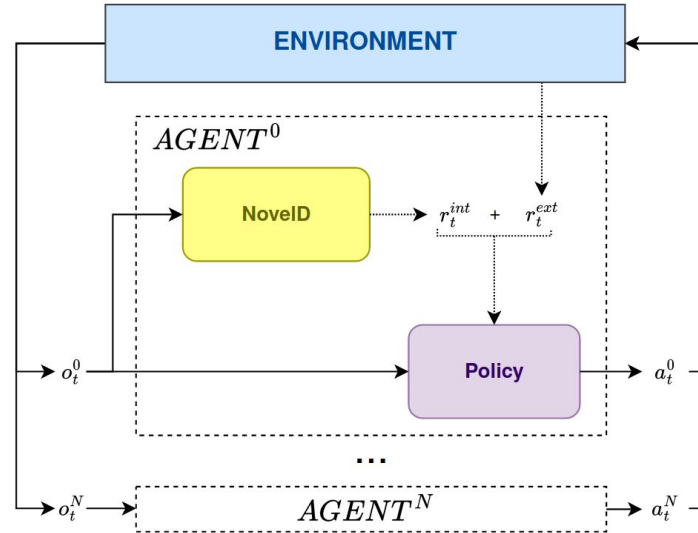 ENVIRONMENT
AGENT^0
NovelD
r_t^{int} + r_t^{ext}
o_t^0
Policy
a_t^0
...
o_t^N
AGENT^N
a_t^N